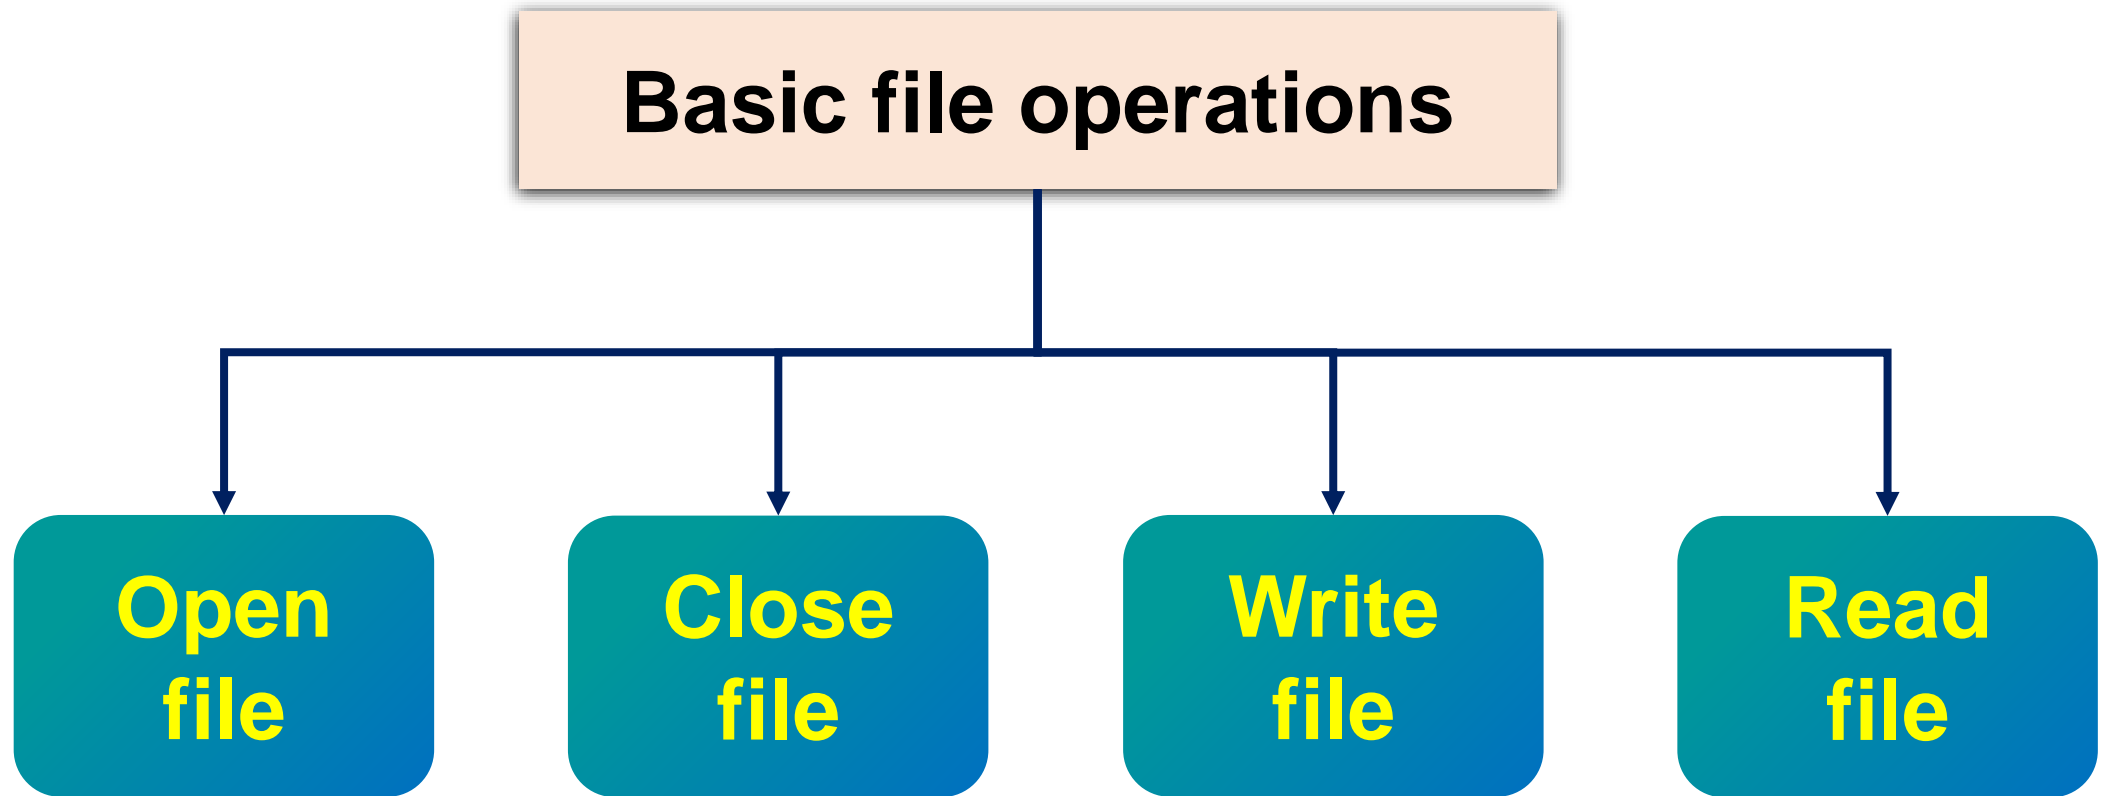 Basic file operations
Open
file
Close
file
Write
file
Read
file